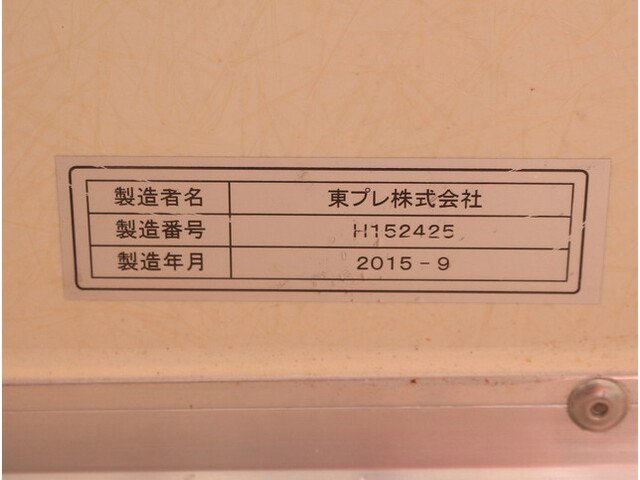 製造者名 東プレ株式会社
製造番号 H152425
製造年月 2015-9